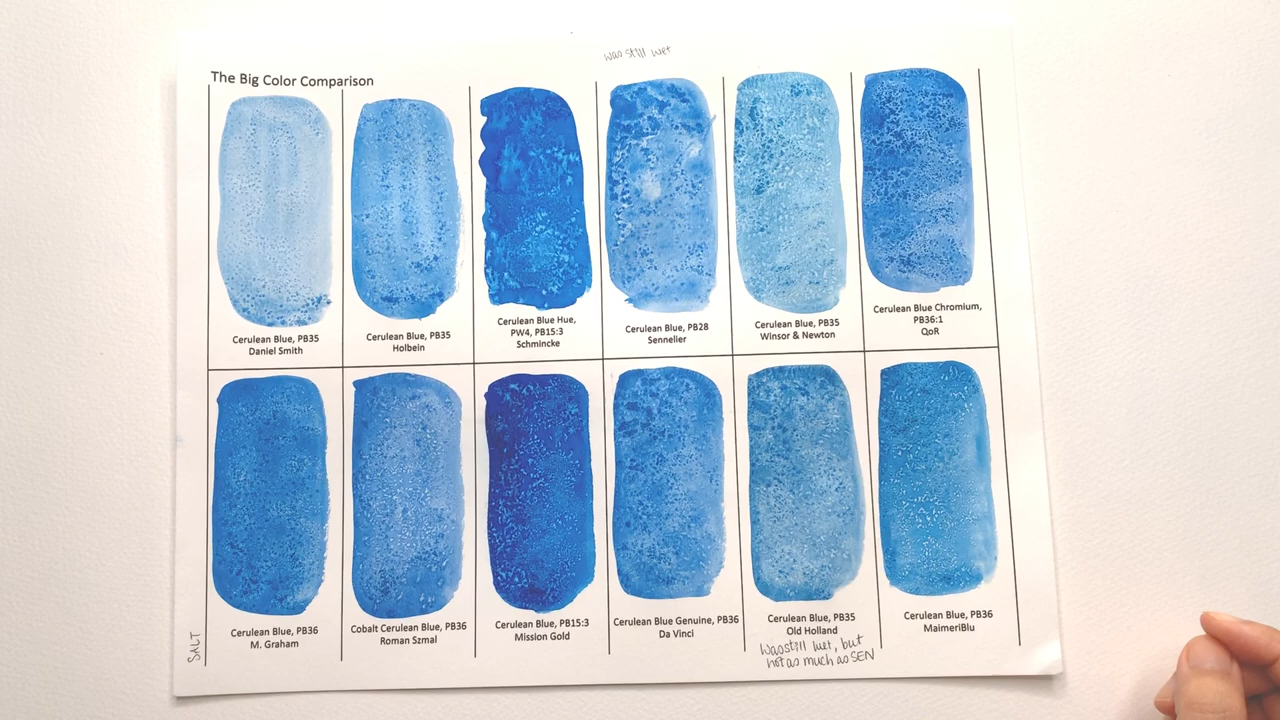 was still wet
The Big Color Comparison
Cerulean Blue, PB35
Daniel Smith
Cerulean Blue, PB35
Holbein
Cerulean Blue Hue,
PW4, PB15:3
Schmincke
Cerulean Blue, PB28
Sennelier
Cerulean Blue, PB35
Winsor & Newton
Cerulean Blue Chromium,
PB36:1
QoR
Cerulean Blue, PB36
M. Graham
Cobalt Cerulean Blue, PB36
Roman Szmal
Cerulean Blue, PB15:3
Mission Gold
Cerulean Blue Genuine, PB36
Da Vinci
Cerulean Blue, PB35
Old Holland
was still wet, but
not as much as SEN
Cerulean Blue, PB36
MaimeriBlu
SALT